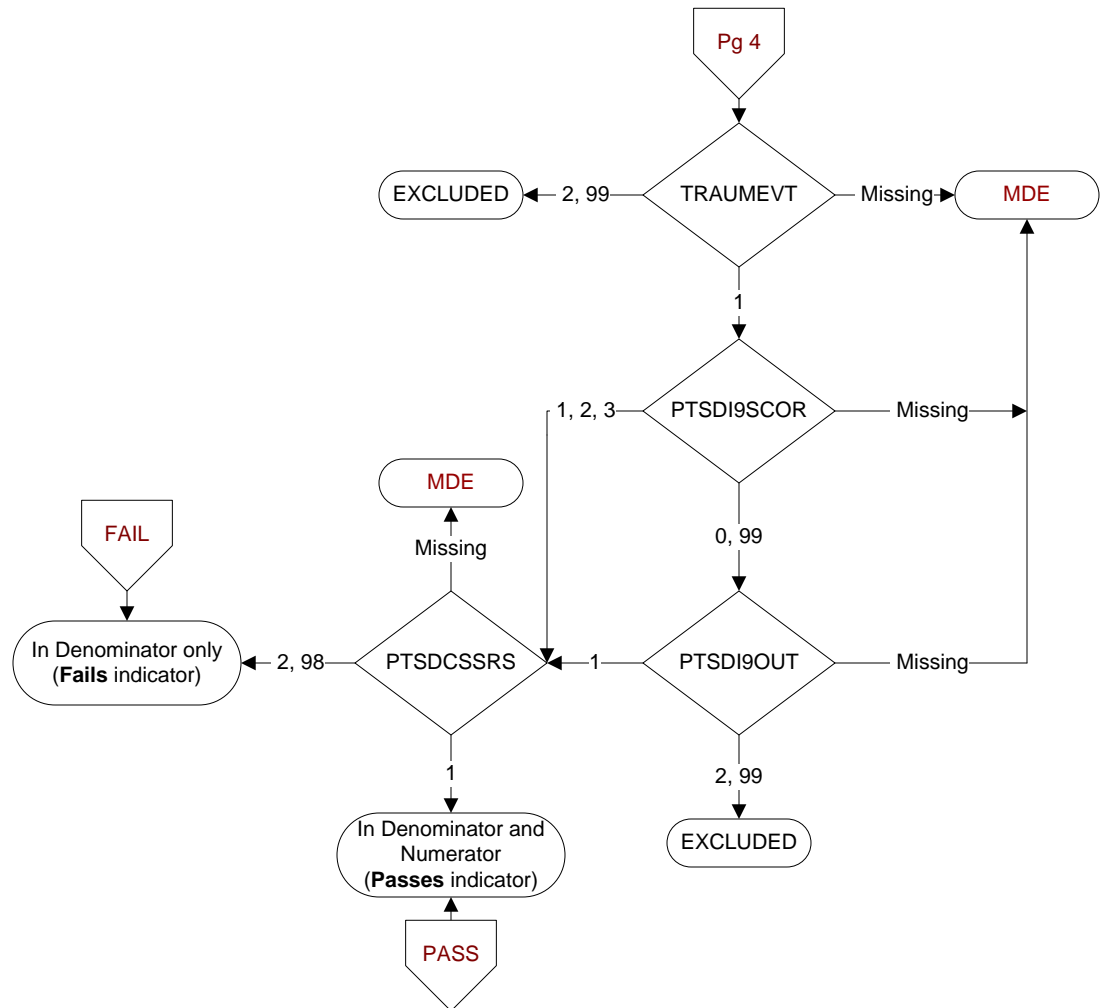 Pg 4
EXCLUDED
2, 99
TRAUMEVT
Missing
MDE
1
1, 2, 3
PTSDI9SCOR
Missing
MDE
FAIL
Missing
0, 99
In Denominator only
(Fails indicator)
2, 98
PTSDCSSRS
1
PTSDI9OUT
Missing
1
2, 99
In Denominator and
Numerator
(Passes indicator)
EXCLUDED
PASS